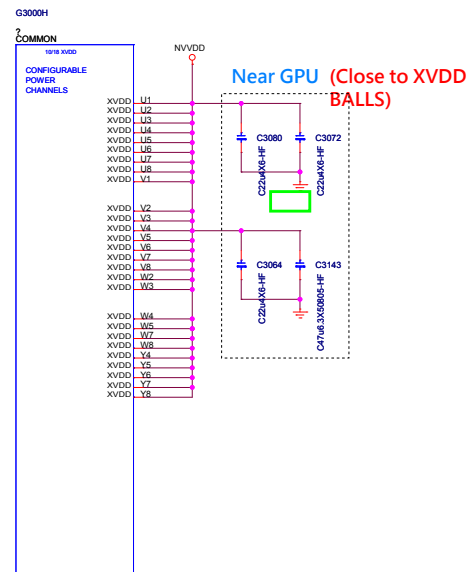 G3000H
?
COMMON
10/18 XVDD
CONFIGURABLE
POWER
CHANNELS
NVVDD
Near GPU (Close to XVDD
BALLS)
XVDD U1
XVDD U2
XVDD U3
XVDD U4
XVDD U5
XVDD U6
XVDD U7
XVDD U8
XVDD V1
C3080
C22u4X6-HF
C3072
C22u4X6-HF
XVDD V2
XVDD V3
XVDD V4
XVDD V5
XVDD V6
XVDD V7
XVDD V8
XVDD W2
XVDD W3
C3064
C22u4X6-HF
C3143
C47u6.3X50805-HF
XVDD W4
XVDD W5
XVDD W7
XVDD W8
XVDD Y4
XVDD Y5
XVDD Y6
XVDD Y7
XVDD Y8